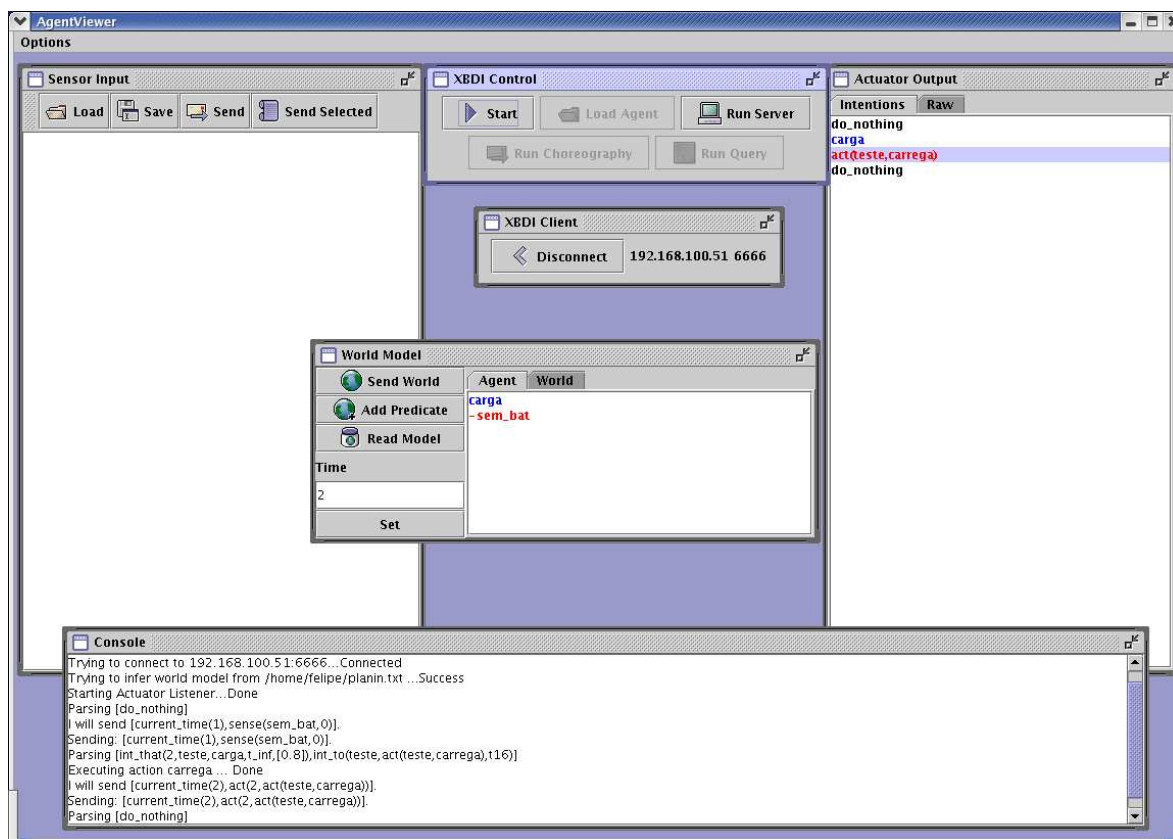 AgentViewer
Options
Sensor Input
Load
Save
Send
Send Selected
XBDI Control
Start
Load Agent
Run Server
Run Choreography
Run Query
Actuator Output
Intentions
Raw
do_nothing
carga
act(teste,carrega)
do_nothing
XBDI Client
Disconnect
192.168.100.51 6666
World Model
Send World
Add Predicate
Read Model
Time
2
Set
Agent
World
carga
-sem_bat
Console
Trying to connect to 192.168.100.51:6666...Connected
Trying to infer world model from /home/felipe/planin.txt ...Success
Starting Actuator Listener...Done
Parsing [do_nothing]
I will send [current_time(1),sense(sem_bat,0)].
Sending: [current_time(1),sense(sem_bat,0)].
Parsing [int_that(2,teste,carga,t_inf,[0.8]),int_to(teste,act(teste,carrega),t16)]
Executing action carrega ... Done
I will send [current_time(2),act(2,act(teste,carrega))].
Sending: [current_time(2),act(2,act(teste,carrega))].
Parsing [do_nothing]